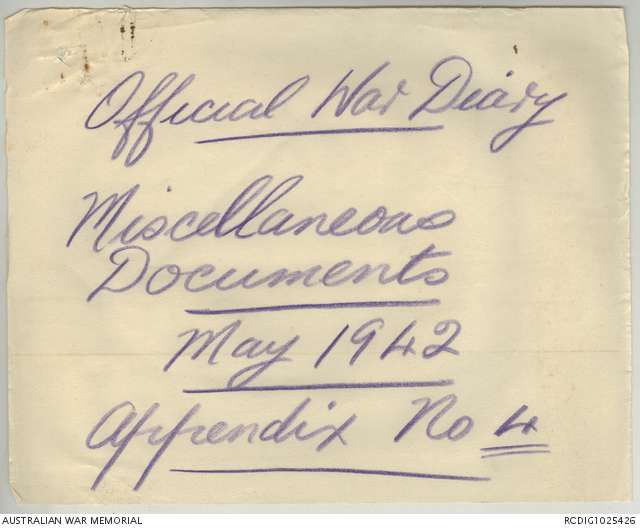 Official War Diary
Miscellaneous
Documents
May 1942
Appendix No 4
AUSTRALIAN WAR MEMORIAL
RCDIG1025426